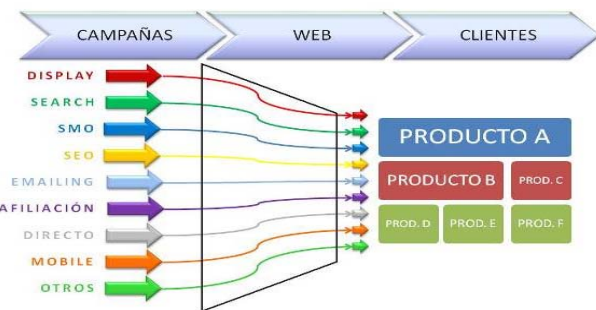 CAMPAÑAS
WEB
CLIENTES
DISPLAY
SEARCH
SMO
SEO
EMAILING
AFILIACIÓN
DIRECTO
MOBILE
OTROS
PRODUCTO A
PRODUCTO B
PROD. C
PROD. D
PROD. E
PROD. F